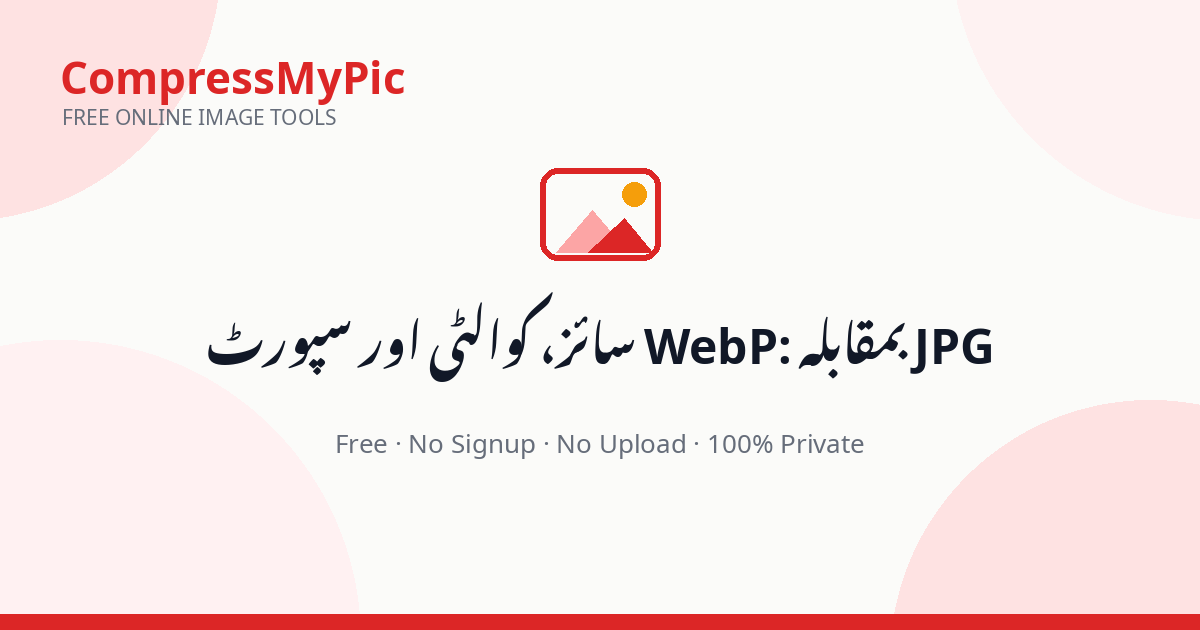 CompressMyPic
FREE ONLINE IMAGE TOOLS
JPG بمقابلہ WebP: سائز، کوالٹی اور سپورٹ
Free · No Signup · No Upload · 100% Private